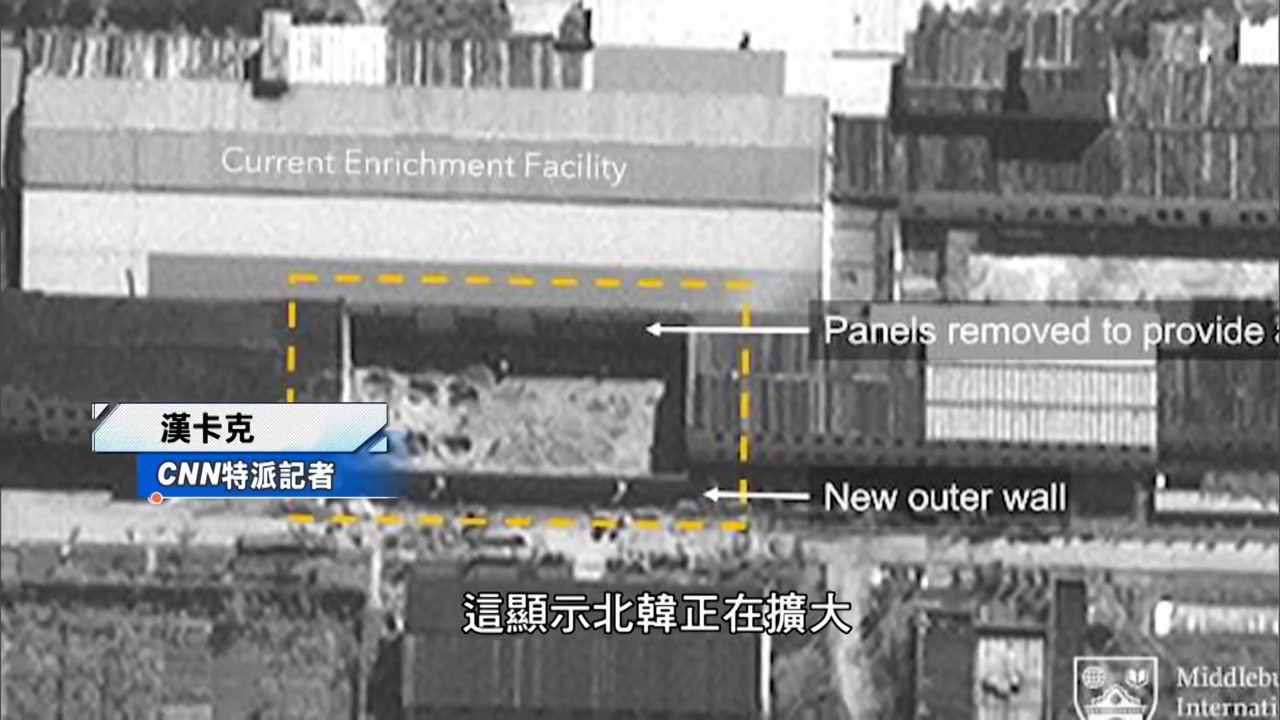 Current Enrichment Facility
Panels removed to provide
漢卡克
CNN特派記者
New outer wall
這顯示北韓正在擴大
Middlebu
Internati